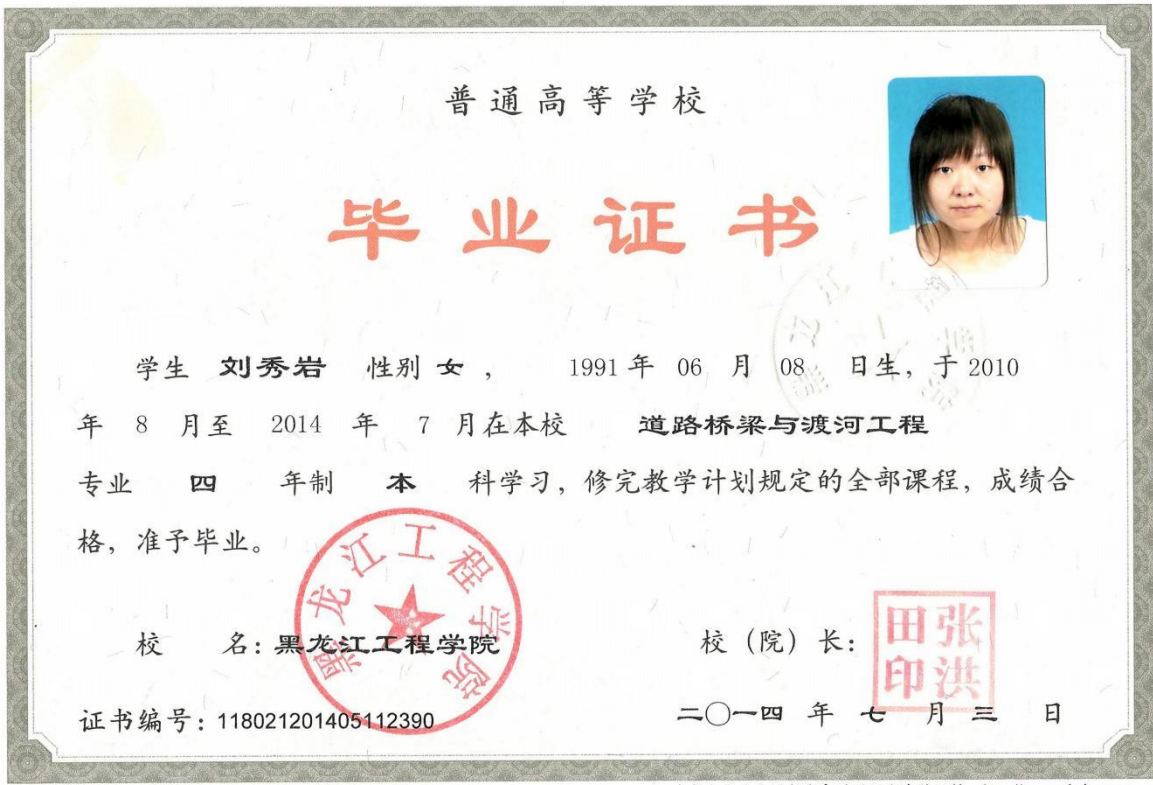 普通高等学校
毕业证书
学生 刘秀岩 性别 女 ， 1991 年 06 月 08 日生，于 2010
年 8 月至 2014 年 7 月在本校 道路桥梁与渡河工程
专业 四 年制 本 科学习，修完教学计划规定的全部课程，成绩合
格，准予毕业。
黑龙江工程学院
校 名：黑龙江工程学院
校（院）长：
张洪田印
证书编号：118021201405112390
二〇一四 年 七 月 三 日